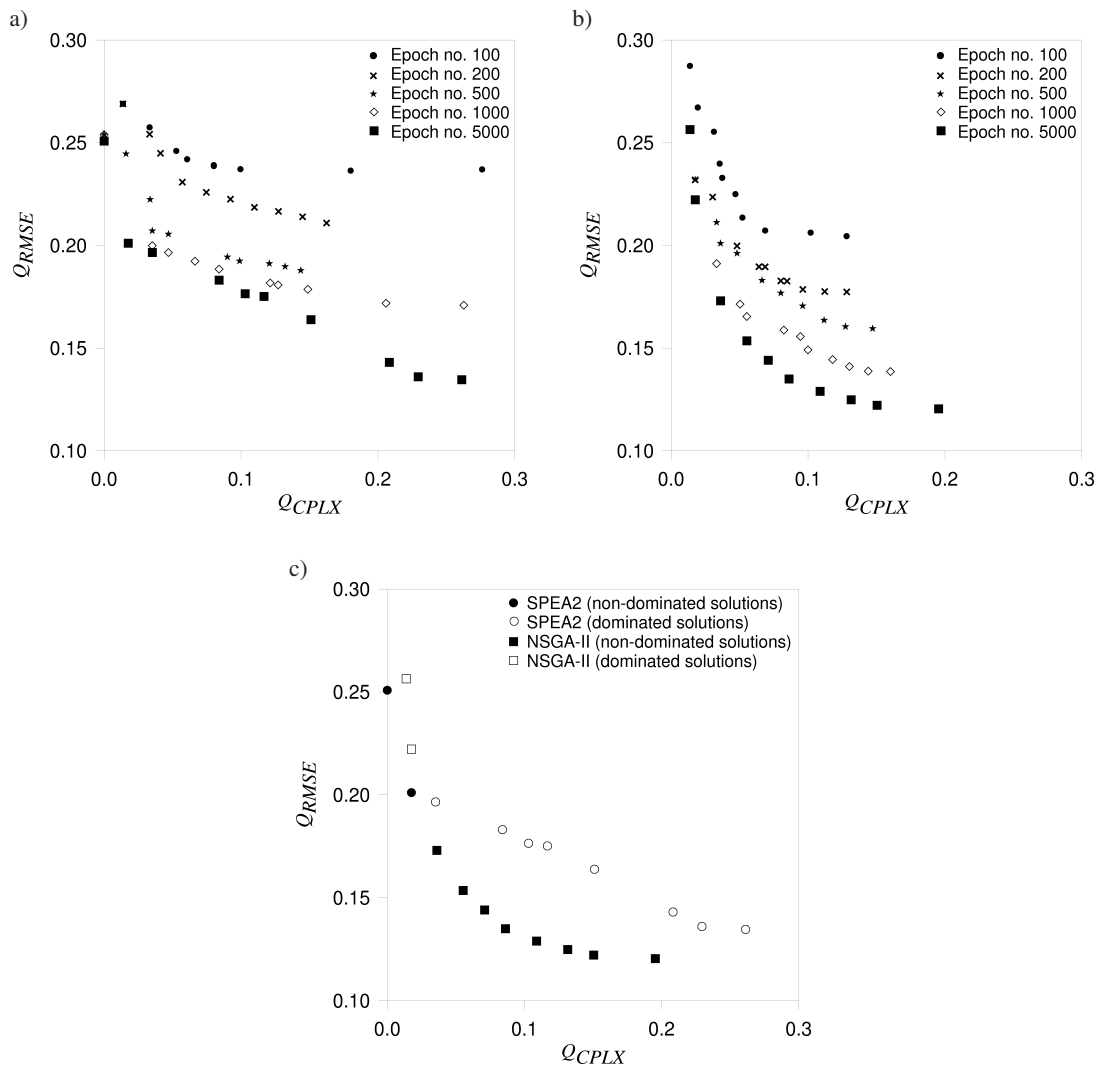 a)
0.30
0.25
0.20
0.15
0.10
Q_RMSE
0.0
0.1
0.2
0.3
Q_CPLX
Epoch no. 100
Epoch no. 200
Epoch no. 500
Epoch no. 1000
Epoch no. 5000
b)
0.30
0.25
0.20
0.15
0.10
Q_RMSE
0.0
0.1
0.2
0.3
Q_CPLX
Epoch no. 100
Epoch no. 200
Epoch no. 500
Epoch no. 1000
Epoch no. 5000
c)
0.30
0.25
0.20
0.15
0.10
Q_RMSE
0.0
0.1
0.2
0.3
Q_CPLX
SPEA2 (non-dominated solutions)
SPEA2 (dominated solutions)
NSGA-II (non-dominated solutions)
NSGA-II (dominated solutions)